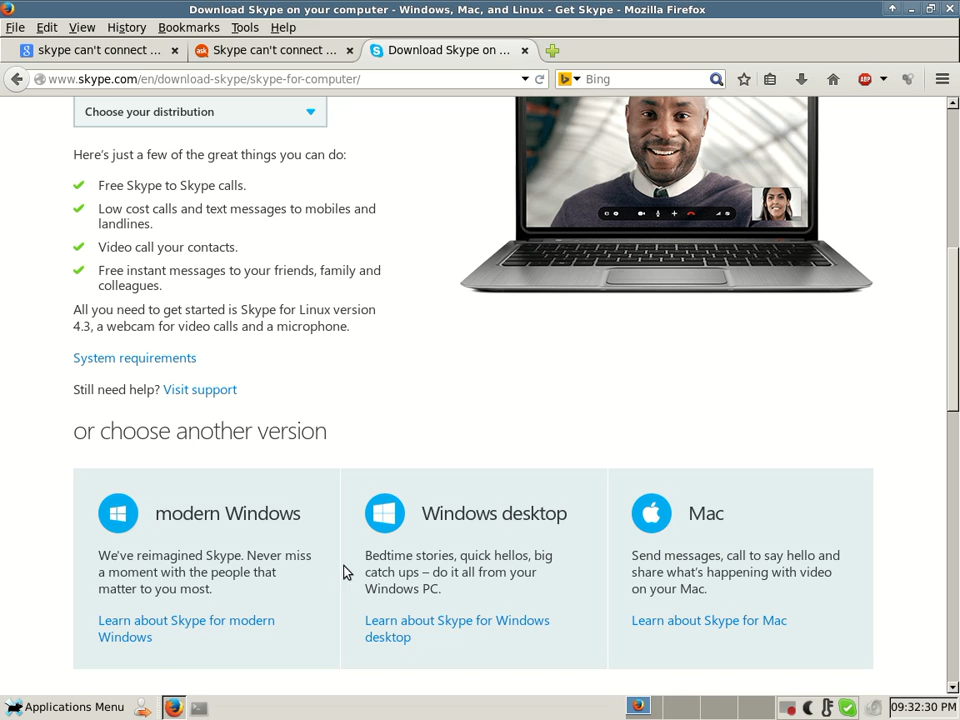 Download Skype on your computer - Windows, Mac, and Linux - Get Skype - Mozilla Firefox
File Edit View History Bookmarks Tools Help
skype can't connect ... Skype can't connect ... Download Skype on ...
www.skype.com/en/download-skype/skype-for-computer/ Bing ABP
Choose your distribution
Here's just a few of the great things you can do:
Free Skype to Skype calls.
Low cost calls and text messages to mobiles and
landlines.
Video call your contacts.
Free instant messages to your friends, family and
colleagues.
All you need to get started is Skype for Linux version
4.3, a webcam for video calls and a microphone.
System requirements
Still need help? Visit support
or choose another version
modern Windows
We've reimagined Skype. Never miss
a moment with the people that
matter to you most.
Learn about Skype for modern
Windows
Windows desktop
Bedtime stories, quick hellos, big
catch ups – do it all from your
Windows PC.
Learn about Skype for Windows
desktop
Mac
Send messages, call to say hello and
share what's happening with video
on your Mac.
Learn about Skype for Mac
Applications Menu 09:32:30 PM